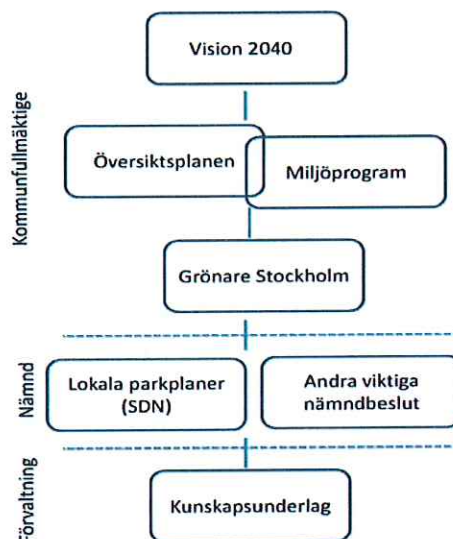 Kommunfullmäktige
Vision 2040
Översiktsplanen
Miljöprogram
Grönare Stockholm
Nämnd
Lokala parkplaner
(SDN)
Andra viktiga
nämndbeslut
Förvaltning
Kunskapsunderlag